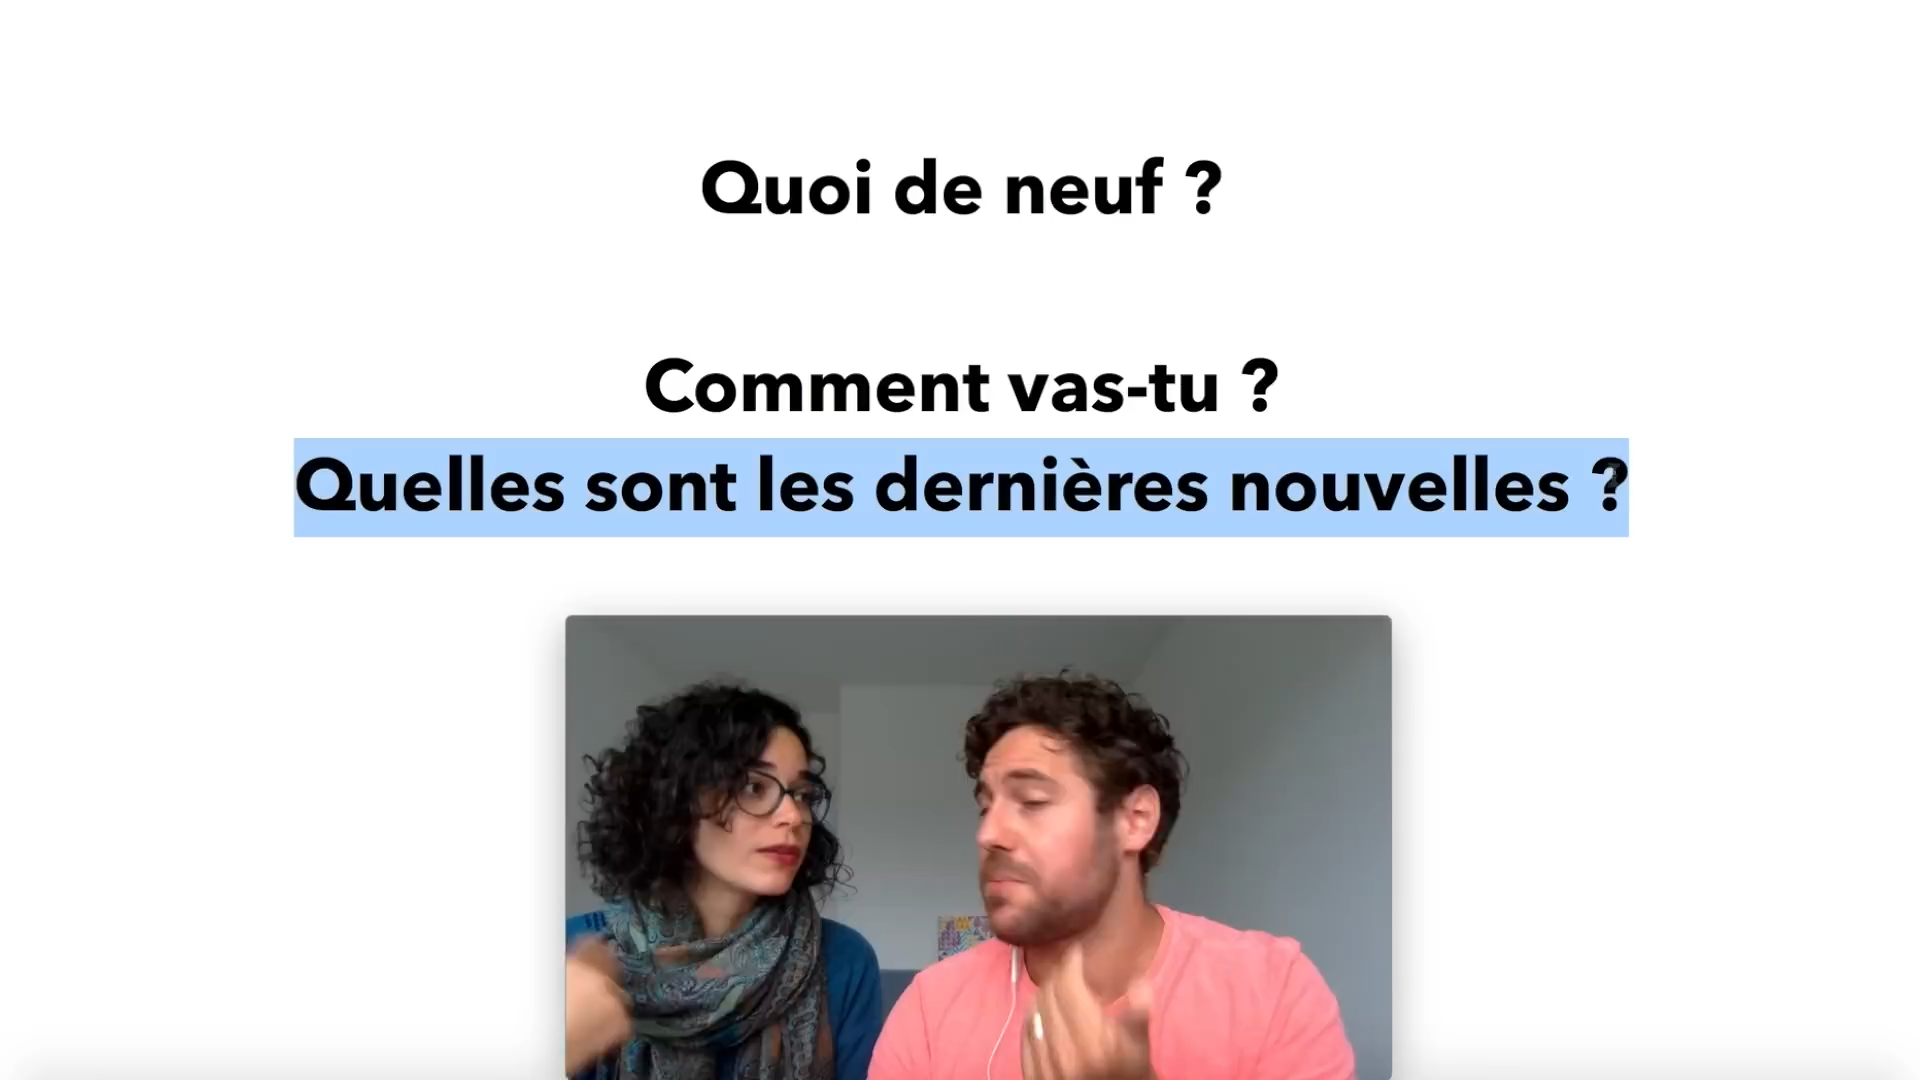 Quoi de neuf ?
Comment vas-tu ?
Quelles sont les dernières nouvelles ?